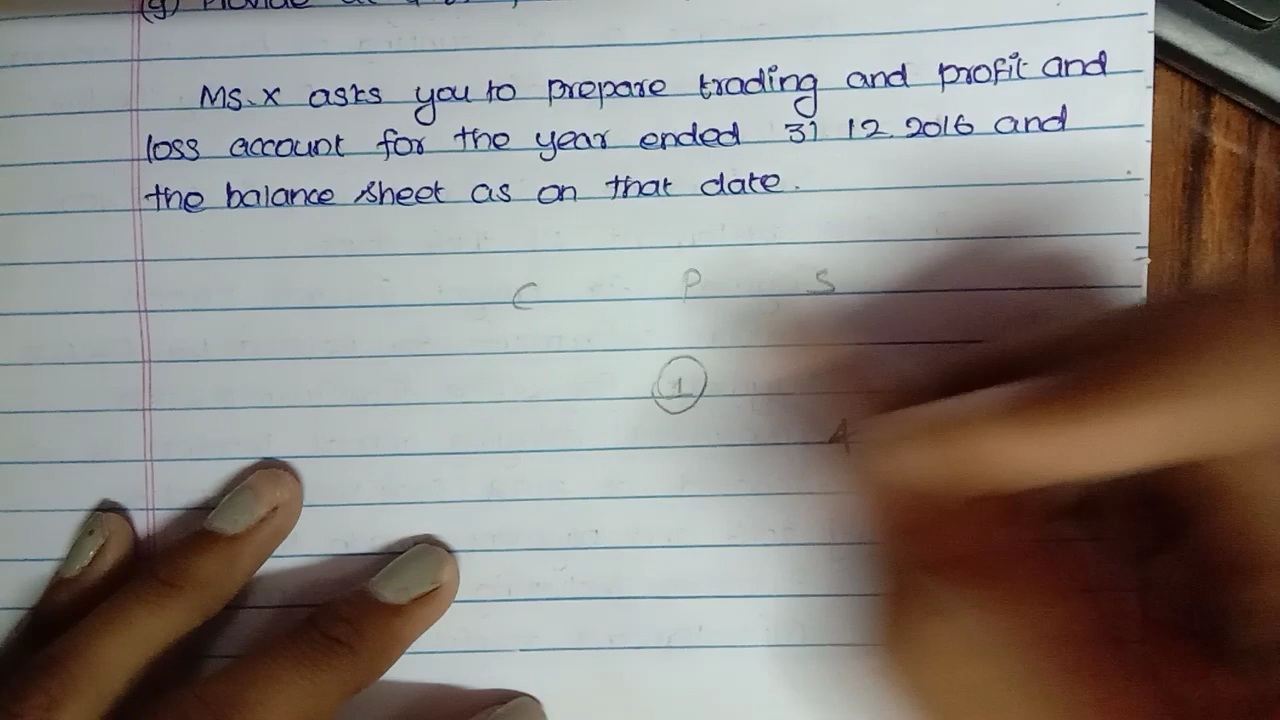 (g) Provide
Ms. X asks you to prepare trading and profit and
loss account for the year ended 31 12 2016 and
the balance sheet as on that date.
C P S
1
A